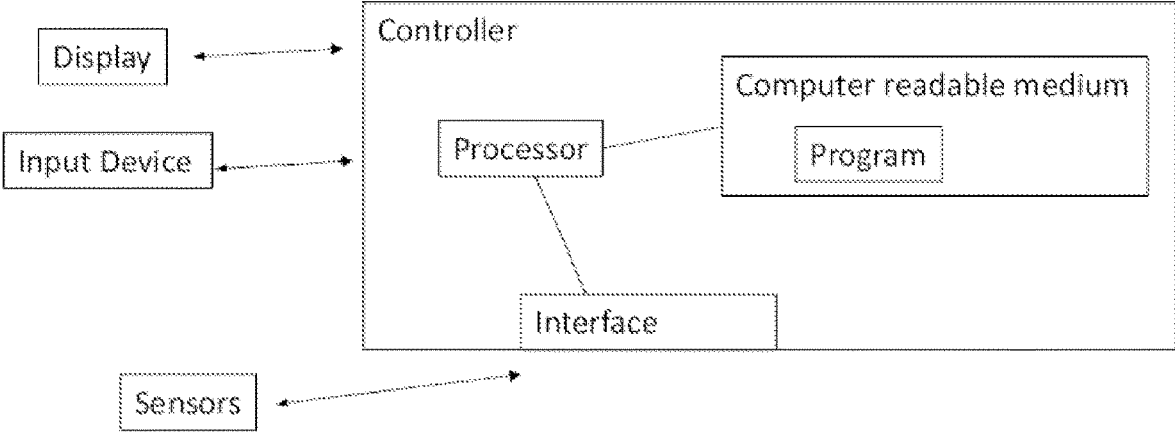 Controller
Display
Computer readable medium
Input Device
Processor
Program
Interface
Sensors